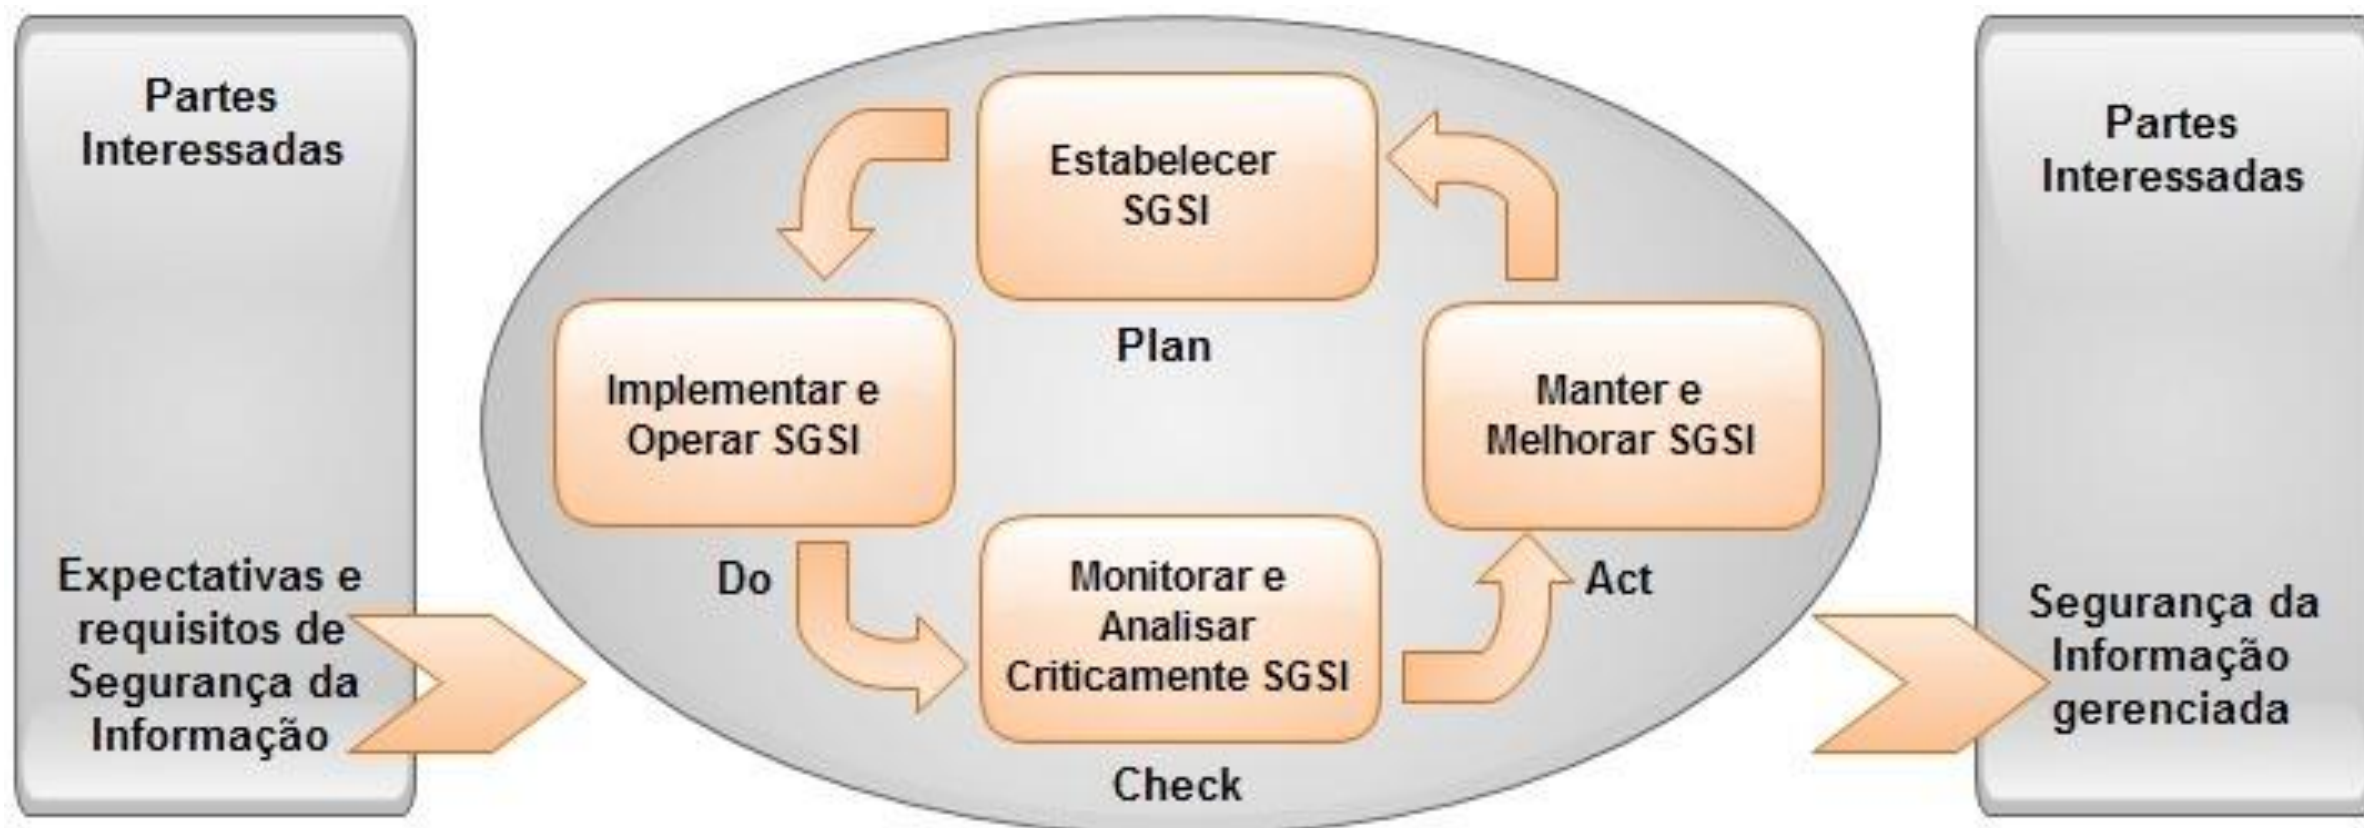 Partes
Interessadas
Expectativas e
requisitos de
Segurança da
Informação
Estabelecer
SGSI
Plan
Implementar e
Operar SGSI
Do
Monitorar e
Analisar
Criticamente SGSI
Check
Manter e
Melhorar SGSI
Act
Partes
Interessadas
Segurança da
Informação
gerenciada